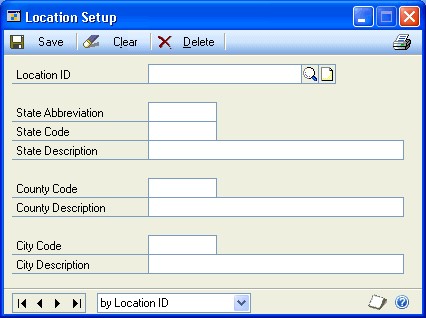 Location Setup
Save Clear Delete
Location ID
State Abbreviation
State Code
State Description
County Code
County Description
City Code
City Description
by Location ID